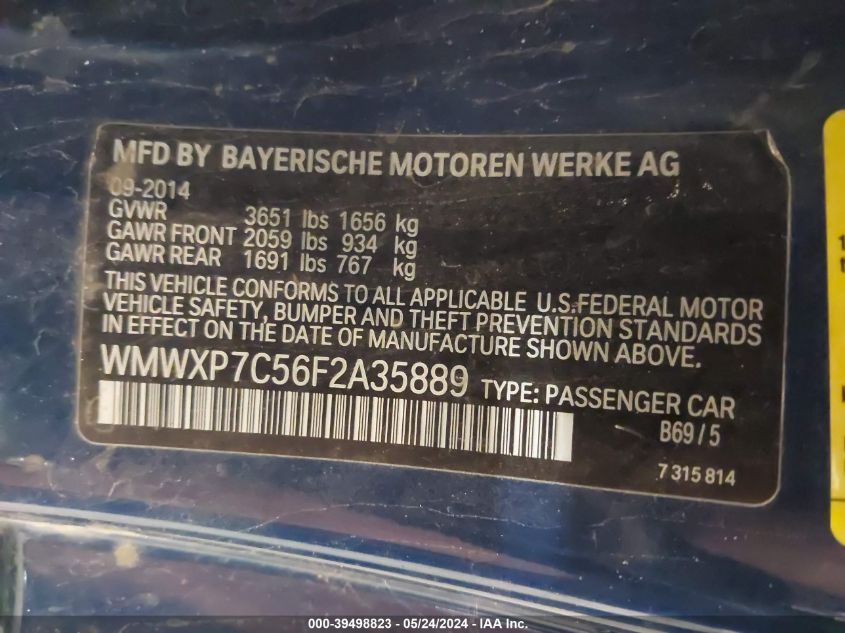 MFD BY BAYERISCHE MOTOREN WERKE AG
09-2014
GVWR 3651 lbs 1656 kg
GAWR FRONT 2059 lbs 934 kg
GAWR REAR 1691 lbs 767 kg
THIS VEHICLE CONFORMS TO ALL APPLICABLE U.S.FEDERAL MOTOR
VEHICLE SAFETY, BUMPER AND THEFT PREVENTION STANDARDS
IN EFFECT ON THE DATE OF MANUFACTURE SHOWN ABOVE.
WMWXP7C56F2A35889 TYPE: PASSENGER CAR
B69/5
7 315 814
000-39498823 - 05/24/2024 - IAA Inc.